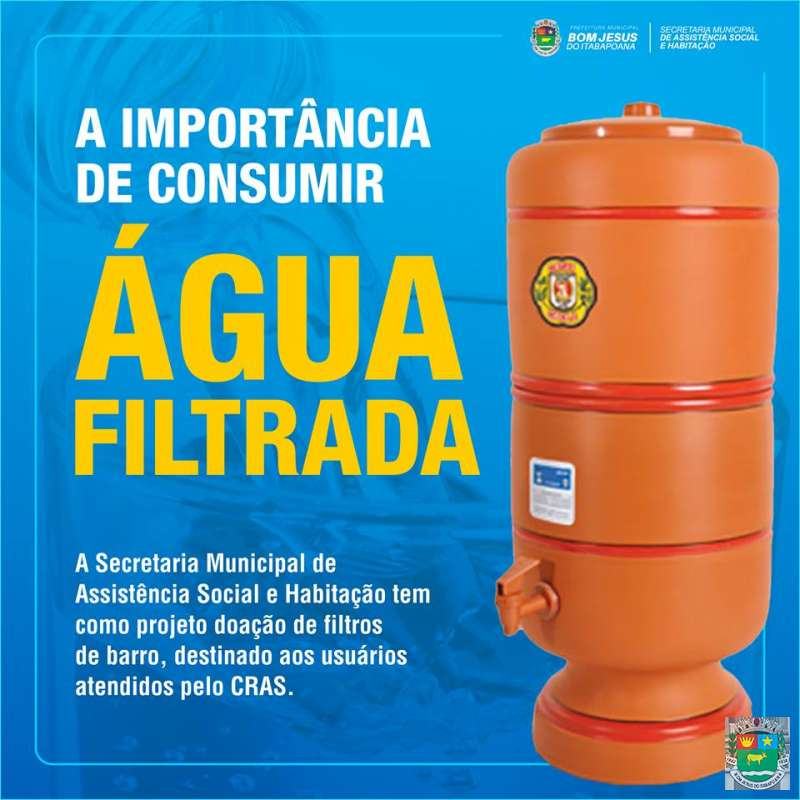 PREFEITURA MUNICIPAL
BOM JESUS
DO ITABAPOANA
SECRETARIA MUNICIPAL
DE ASSISTÊNCIA SOCIAL
E HABITAÇÃO
A IMPORTÂNCIA
DE CONSUMIR
ÁGUA
FILTRADA
A Secretaria Municipal de
Assistência Social e Habitação tem
como projeto doação de filtros
de barro, destinado aos usuários
atendidos pelo CRAS.